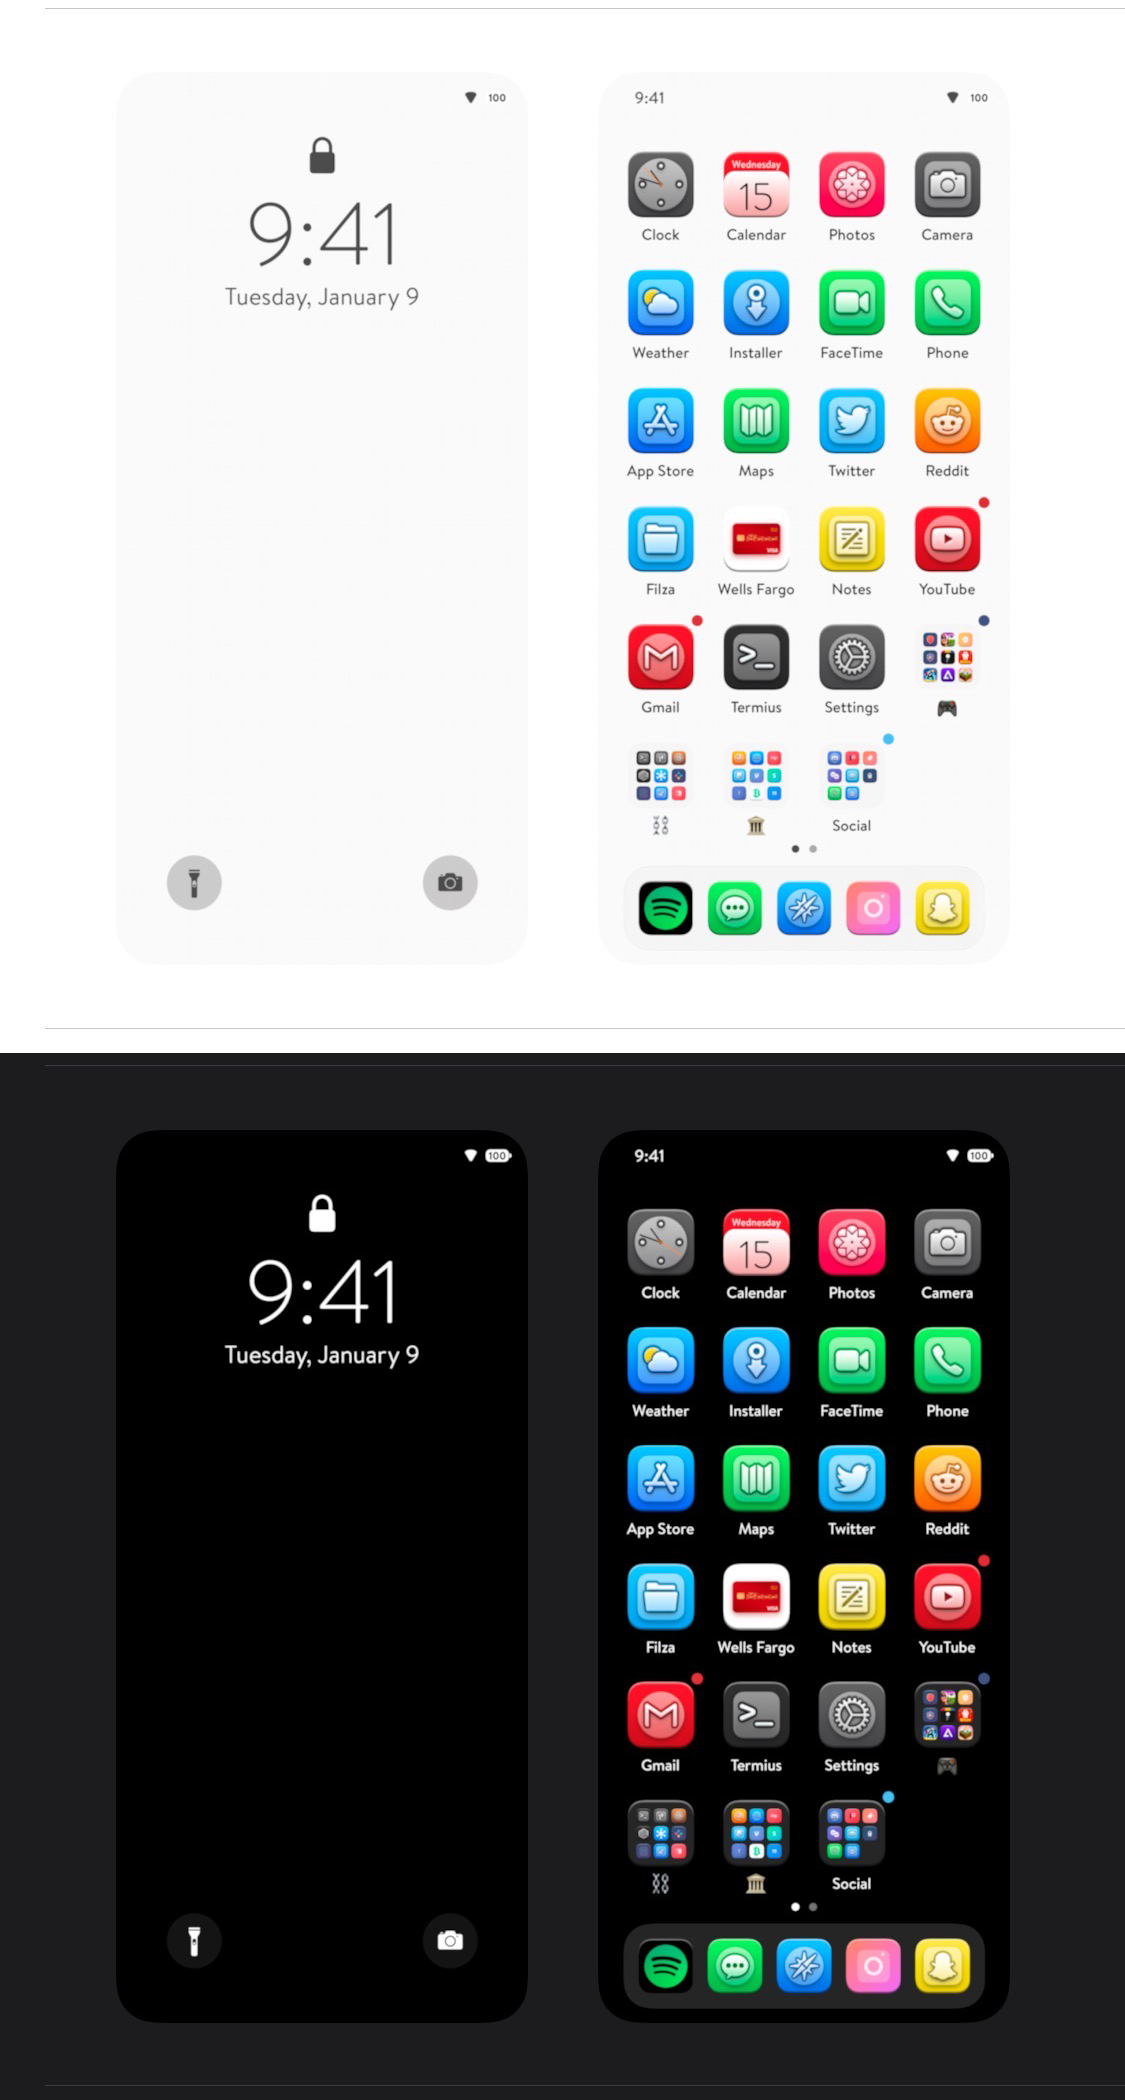 100
9:41
Tuesday, January 9
9:41 100
Wednesday
15
Clock Calendar Photos Camera
Weather Installer FaceTime Phone
App Store Maps Twitter Reddit
VISA
Filza Wells Fargo Notes YouTube
Gmail Termius Settings
Social
100
9:41
Tuesday, January 9
9:41 100
Wednesday
15
Clock Calendar Photos Camera
Weather Installer FaceTime Phone
App Store Maps Twitter Reddit
VISA
Filza Wells Fargo Notes YouTube
Gmail Termius Settings
Social